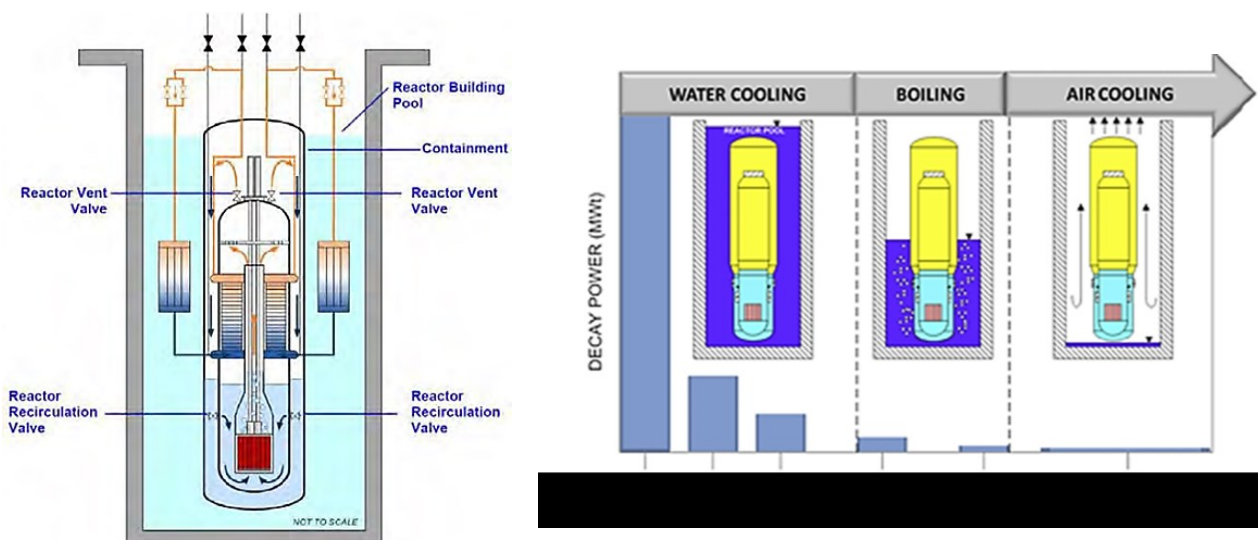 Reactor Building
Pool
Containment
Reactor Vent
Valve
Reactor Vent
Valve
Reactor
Recirculation
Valve
Reactor
Recirculation
Valve
NOT TO SCALE
WATER COOLING
BOILING
AIR COOLING
REACTOR POOL
DECAY POWER (MWt)